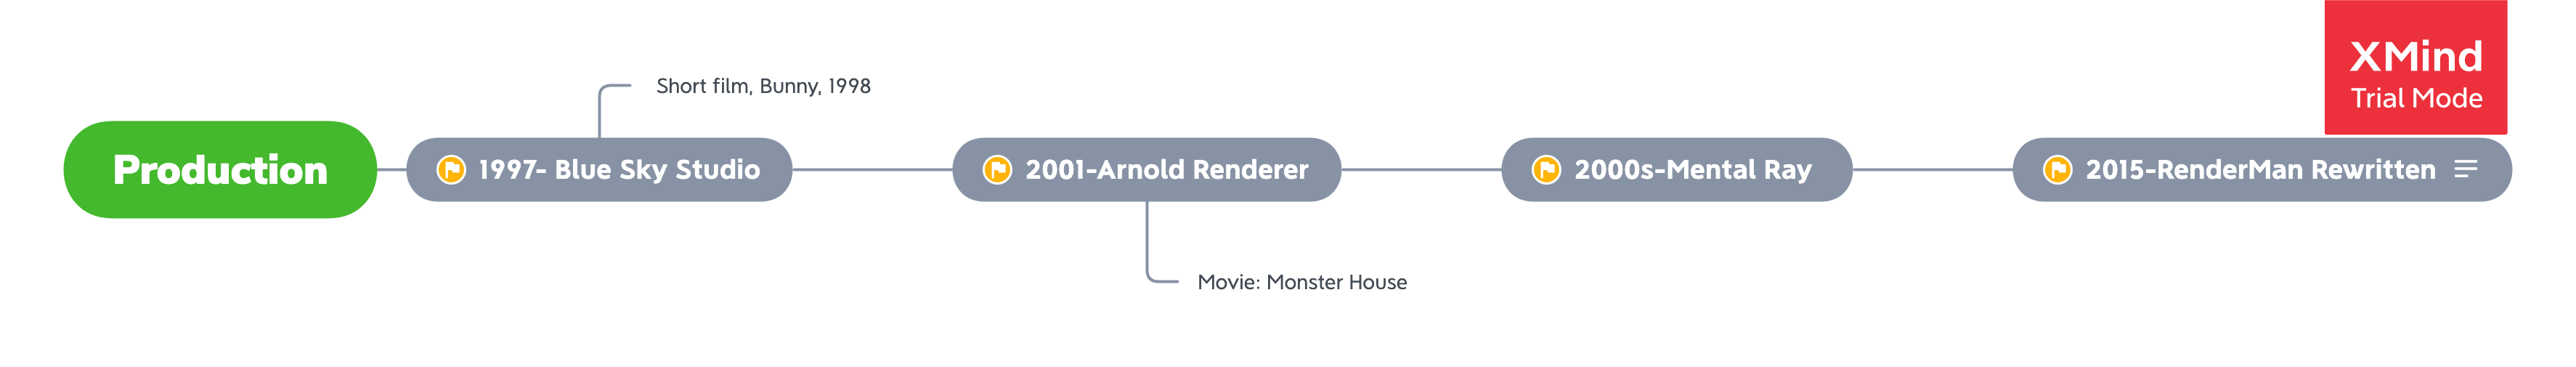 XMind
Trial Mode
Short film, Bunny, 1998
Production
1997- Blue Sky Studio
2001-Arnold Renderer
2000s-Mental Ray
2015-RenderMan Rewritten
Movie: Monster House